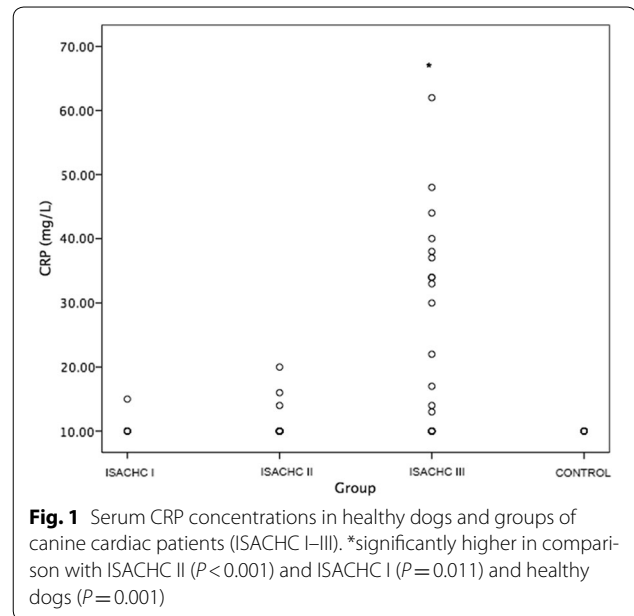 70.00
*
60.00
50.00
CRP (mg/L)
40.00
30.00
20.00
10.00
ISACHC I ISACHC II ISACHC III CONTROL
Group
Fig. 1 Serum CRP concentrations in healthy dogs and groups of
canine cardiac patients (ISACHC I–III). *significantly higher in compari-
son with ISACHC II (P < 0.001) and ISACHC I (P = 0.011) and healthy
dogs (P = 0.001)